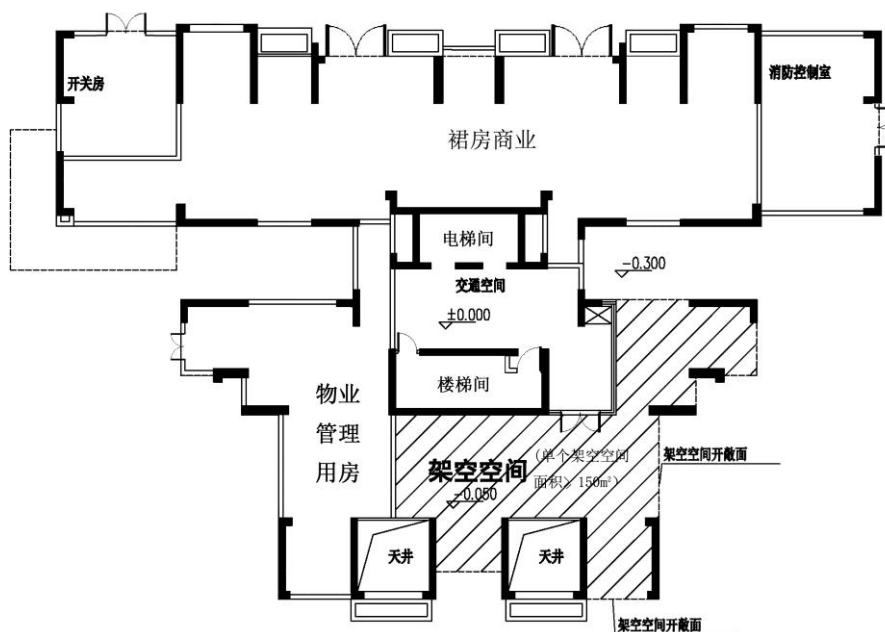 开关房
消防控制室
裙房商业
电梯间
-0.300
交通空间
±0.000
楼梯间
物业
管理
用房
架空空间
(单个架空空间
面积≥150m²)
-0.050
架空空间开敞面
天井
天井
架空空间开敞面